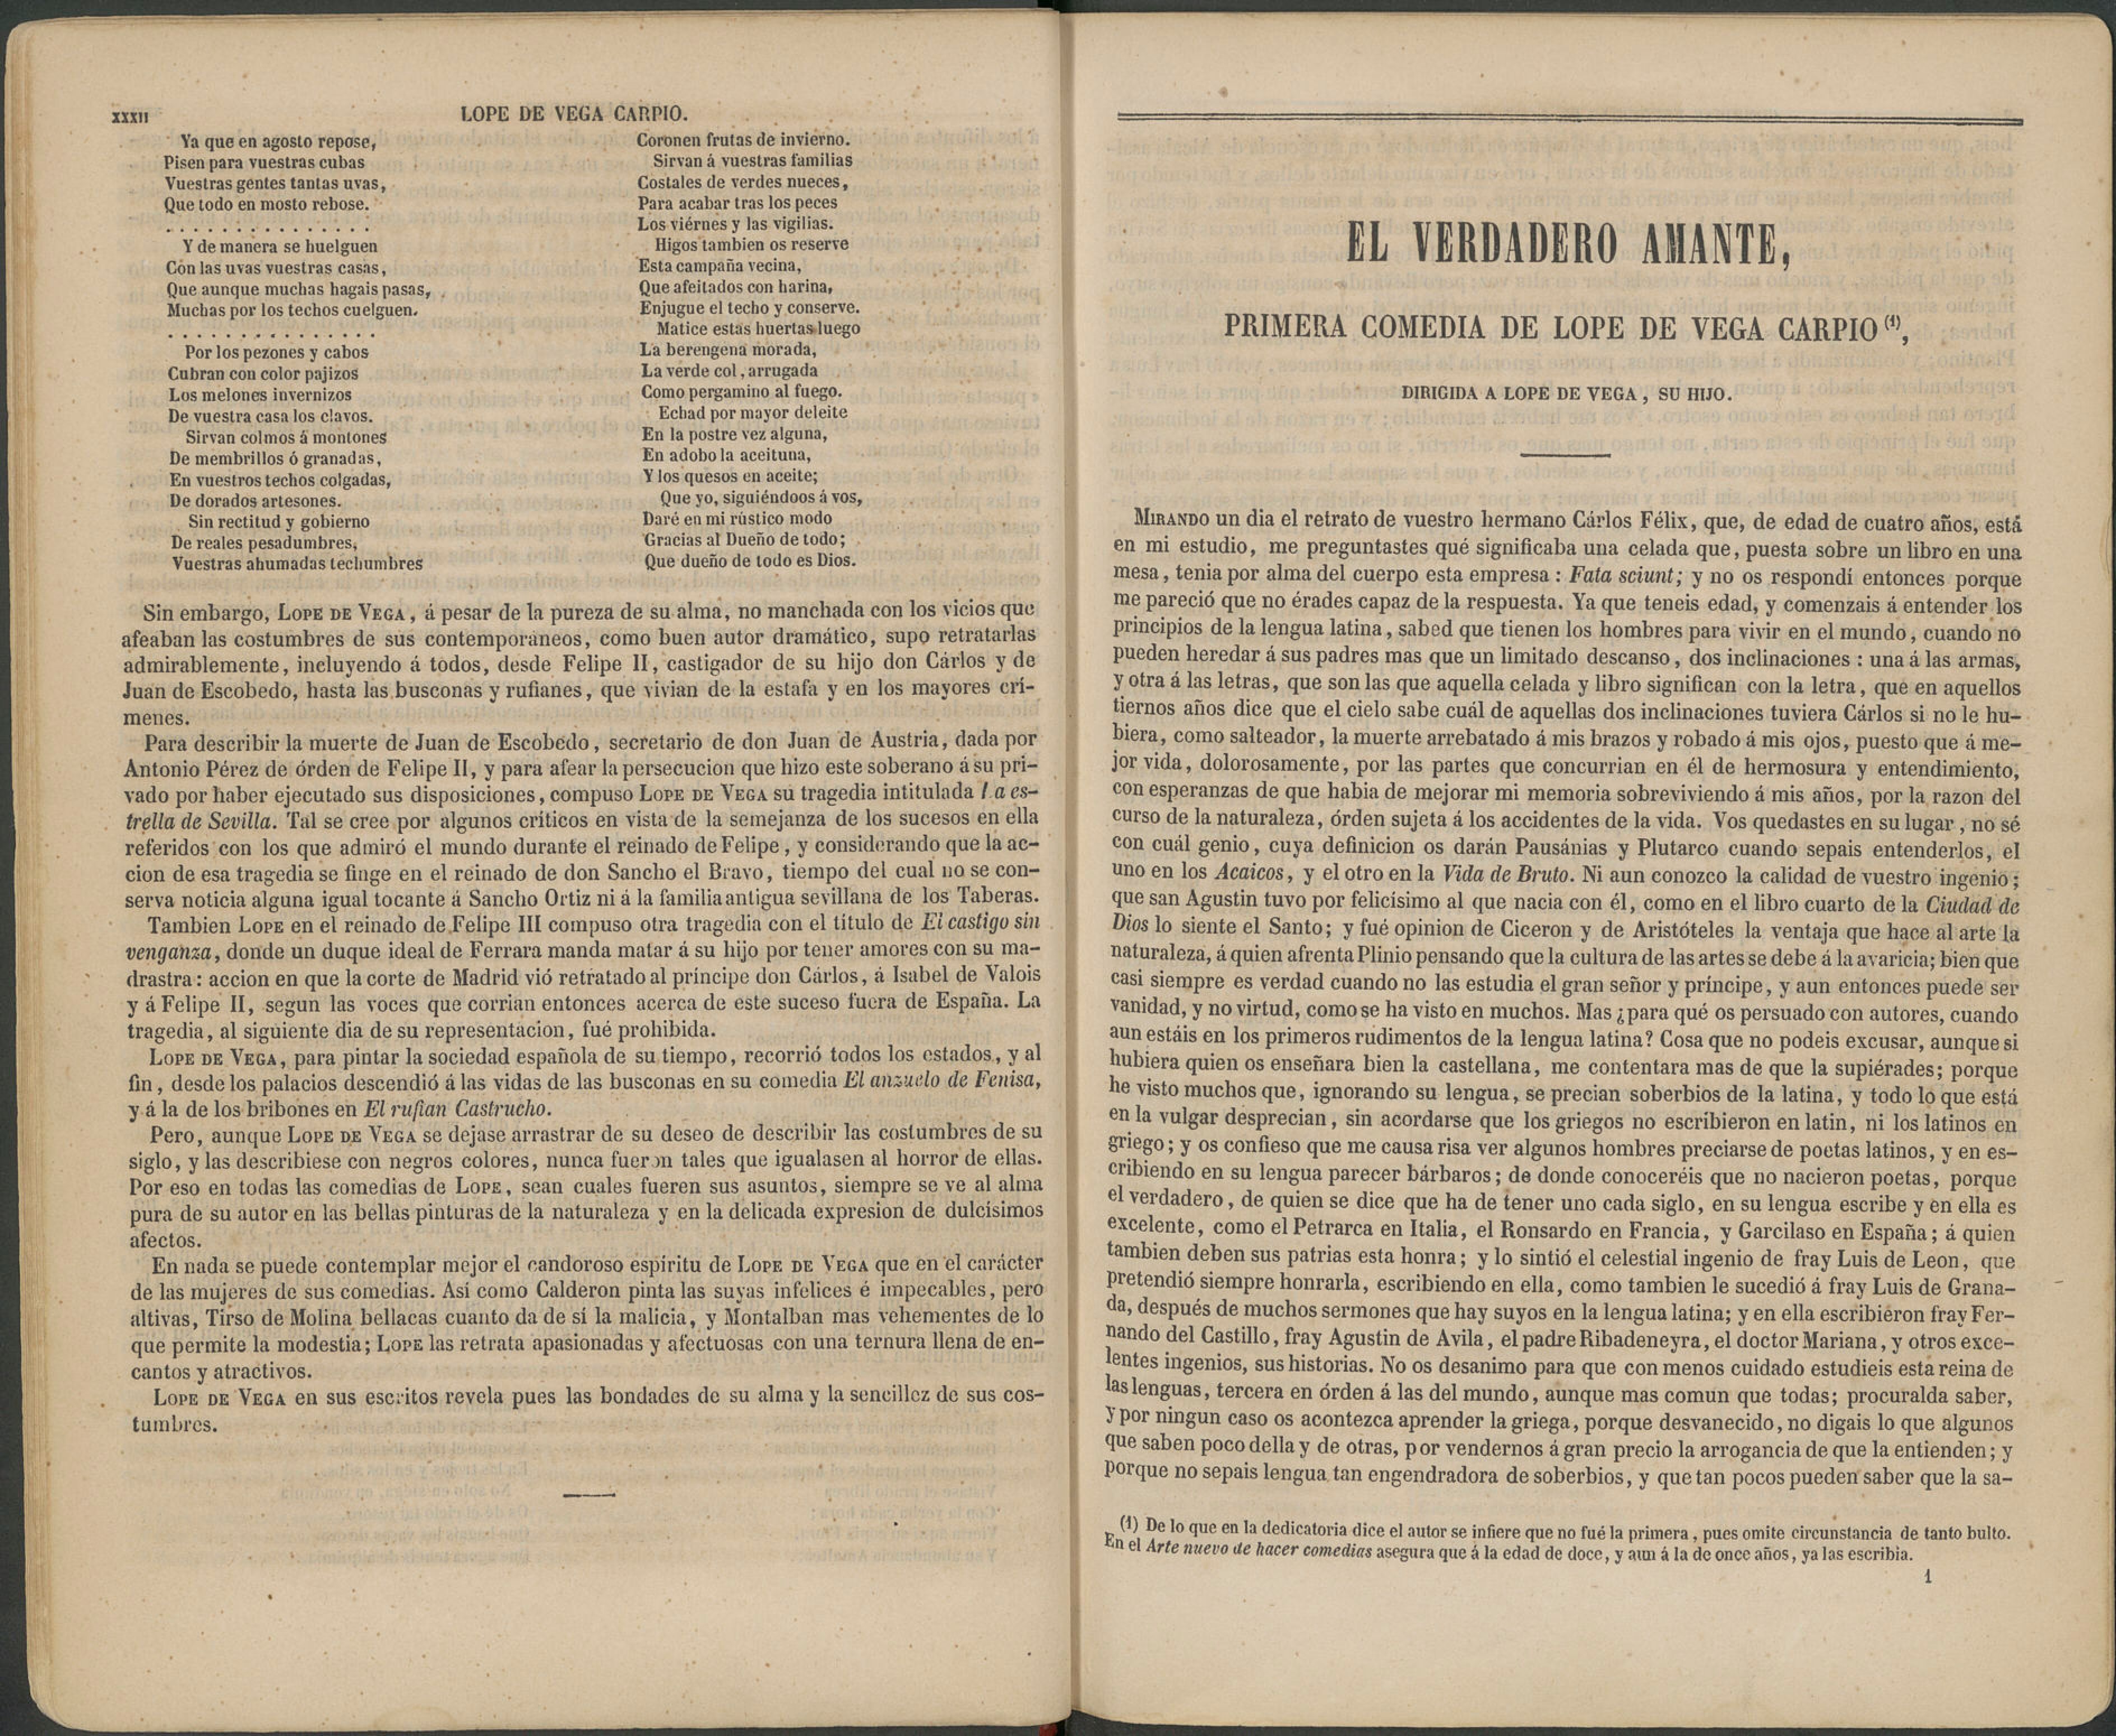 XXXII
LOPE DE VEGA CARPIO.
Ya que en agosto repose,
Pisen para vuestras cubas
Vuestras gentes tantas uvas,
Que todo en mosto rebose.
. . . . . . . . . . . . . . .
Y de manera se huelguen
Con las uvas vuestras casas,
Que aunque muchas hagais pasas,
Muchas por los techos cuelguen.
. . . . . . . . . . . . . . .
Por los pezones y cabos
Cubran con color pajizos
Los melones invernizos
De vuestra casa los clavos.
Sirvan colmos á montones
De membrillos ó granadas,
En vuestros techos colgadas,
De dorados artesones.
Sin rectitud y gobierno
De reales pesadumbres,
Vuestras ahumadas techumbres
Coronen frutas de invierno.
Sirvan á vuestras familias
Costales de verdes nueces,
Para acabar tras los peces
Los viérnes y las vigilias.
Higos tambien os reserve
Esta campaña vecina,
Que afeitados con harina,
Enjugue el techo y conserve.
Matice estas huertas luego
La berengena morada,
La verde col, arrugada
Como pergamino al fuego.
Echad por mayor deleite
En la postre vez alguna,
En adobo la aceituna,
Y los quesos en aceite;
Que yo, siguiéndoos á vos,
Daré en mi rústico modo
Gracias al Dueño de todo;
Que dueño de todo es Dios.
Sin embargo, LOPE DE VEGA, á pesar de la pureza de su alma, no manchada con los vicios que
afeaban las costumbres de sus contemporáneos, como buen autor dramático, supo retratarlas
admirablemente, incluyendo á todos, desde Felipe II, castigador de su hijo don Cárlos y de
Juan de Escobedo, hasta las busconas y rufianes, que vivian de la estafa y en los mayores crí-
menes.
Para describir la muerte de Juan de Escobedo, secretario de don Juan de Austria, dada por
Antonio Pérez de órden de Felipe II, y para afear la persecucion que hizo este soberano á su pri-
vado por haber ejecutado sus disposiciones, compuso LOPE DE VEGA su tragedia intitulada La es-
trella de Sevilla. Tal se cree por algunos críticos en vista de la semejanza de los sucesos en ella
referidos con los que admiró el mundo durante el reinado de Felipe, y considerando que la ac-
cion de esa tragedia se finge en el reinado de don Sancho el Bravo, tiempo del cual no se con-
serva noticia alguna igual tocante á Sancho Ortiz ni á la familia antigua sevillana de los Taberas.
Tambien LOPE en el reinado de Felipe III compuso otra tragedia con el título de El castigo sin
venganza, donde un duque ideal de Ferrara manda matar á su hijo por tener amores con su ma-
drastra: accion en que la corte de Madrid vió retratado al príncipe don Cárlos, á Isabel de Valois
y á Felipe II, segun las voces que corrian entonces acerca de este suceso fuera de España. La
tragedia, al siguiente dia de su representacion, fué prohibida.
LOPE DE VEGA, para pintar la sociedad española de su tiempo, recorrió todos los estados, y al
fin, desde los palacios descendió á las vidas de las busconas en su comedia El anzuelo de Fenisa,
y á la de los bribones en El rufian Castrucho.
Pero, aunque LOPE DE VEGA se dejase arrastrar de su deseo de describir las costumbres de su
siglo, y las describiese con negros colores, nunca fueron tales que igualasen al horror de ellas.
Por eso en todas las comedias de LOPE, sean cuales fueren sus asuntos, siempre se ve al alma
pura de su autor en las bellas pinturas de la naturaleza y en la delicada expresion de dulcísimos
afectos.
En nada se puede contemplar mejor el candoroso espíritu de LOPE DE VEGA que en el carácter
de las mujeres de sus comedias. Así como Calderon pinta las suyas infelices é impecables, pero
altivas, Tirso de Molina bellacas cuanto da de sí la malicia, y Montalban mas vehementes de lo
que permite la modestia; LOPE las retrata apasionadas y afectuosas con una ternura llena de en-
cantos y atractivos.
LOPE DE VEGA en sus escritos revela pues las bondades de su alma y la sencillez de sus cos-
tumbres.
EL VERDADERO AMANTE,
PRIMERA COMEDIA DE LOPE DE VEGA CARPIO (1),
DIRIGIDA A LOPE DE VEGA, SU HIJO.
MIRANDO un dia el retrato de vuestro hermano Cárlos Félix, que, de edad de cuatro años, está
en mi estudio, me preguntastes qué significaba una celada que, puesta sobre un libro en una
mesa, tenia por alma del cuerpo esta empresa: Fata sciunt; y no os respondí entonces porque
me pareció que no érades capaz de la respuesta. Ya que teneis edad, y comenzais á entender los
principios de la lengua latina, sabed que tienen los hombres para vivir en el mundo, cuando no
pueden heredar á sus padres mas que un limitado descanso, dos inclinaciones: una á las armas,
y otra á las letras, que son las que aquella celada y libro significan con la letra, que en aquellos
tiernos años dice que el cielo sabe cuál de aquellas dos inclinaciones tuviera Cárlos si no le hu-
biera, como salteador, la muerte arrebatado á mis brazos y robado á mis ojos, puesto que á me-
jor vida, dolorosamente, por las partes que concurrian en él de hermosura y entendimiento,
con esperanzas de que habia de mejorar mi memoria sobreviviendo á mis años, por la razon del
curso de la naturaleza, órden sujeta á los accidentes de la vida. Vos quedastes en su lugar, no sé
con cuál genio, cuya definicion os darán Pausánias y Plutarco cuando sepais entenderlos, el
uno en los Acaicos, y el otro en la Vida de Bruto. Ni aun conozco la calidad de vuestro ingenio;
que san Agustin tuvo por felicísimo al que nacia con él, como en el libro cuarto de la Ciudad de
Dios lo siente el Santo; y fué opinion de Ciceron y de Aristóteles la ventaja que hace al arte la
naturaleza, á quien afrenta Plinio pensando que la cultura de las artes se debe á la avaricia; bien que
casi siempre es verdad cuando no las estudia el gran señor y príncipe, y aun entonces puede ser
vanidad, y no virtud, como se ha visto en muchos. Mas ¿para qué os persuado con autores, cuando
aun estáis en los primeros rudimentos de la lengua latina? Cosa que no podeis excusar, aunque si
hubiera quien os enseñara bien la castellana, me contentara mas de que la supiérades; porque
he visto muchos que, ignorando su lengua, se precian soberbios de la latina, y todo lo que está
en la vulgar desprecian, sin acordarse que los griegos no escribieron en latin, ni los latinos en
griego; y os confieso que me causa risa ver algunos hombres preciarse de poetas latinos, y en es-
cribiendo en su lengua parecer bárbaros; de donde conoceréis que no nacieron poetas, porque
el verdadero, de quien se dice que ha de tener uno cada siglo, en su lengua escribe y en ella es
excelente, como el Petrarca en Italia, el Ronsardo en Francia, y Garcilaso en España; á quien
tambien deben sus patrias esta honra; y lo sintió el celestial ingenio de fray Luis de Leon, que
pretendió siempre honrarla, escribiendo en ella, como tambien le sucedió á fray Luis de Grana-
da, después de muchos sermones que hay suyos en la lengua latina; y en ella escribieron fray Fer-
nando del Castillo, fray Agustin de Avila, el padre Ribadeneyra, el doctor Mariana, y otros exce-
lentes ingenios, sus historias. No os desanimo para que con menos cuidado estudieis esta reina de
las lenguas, tercera en órden á las del mundo, aunque mas comun que todas; procuralda saber,
y por ningun caso os acontezca aprender la griega, porque desvanecido, no digais lo que algunos
que saben poco della y de otras, por vendernos á gran precio la arrogancia de que la entienden; y
porque no sepais lengua tan engendradora de soberbios, y que tan pocos pueden saber que la sa-
(1) De lo que en la dedicatoria dice el autor se infiere que no fué la primera, pues omite circunstancia de tanto bulto.
En el Arte nuevo de hacer comedias asegura que á la edad de doce, y aun á la de once años, ya las escribia.
1